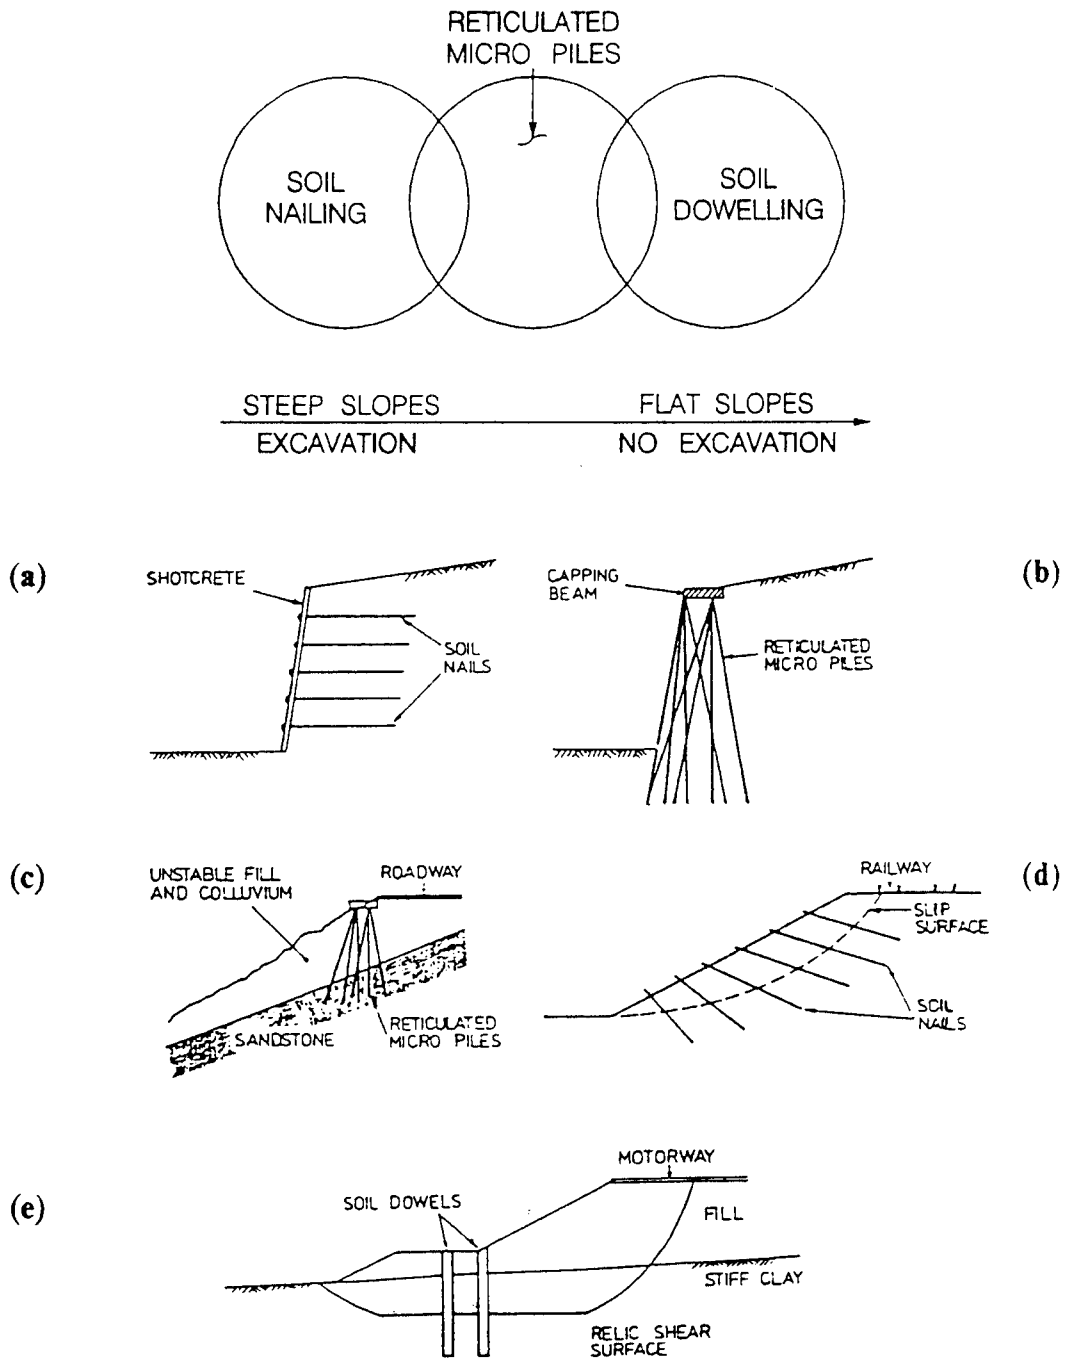 RETICULATED
MICRO PILES
SOIL
NAILING
SOIL
DOWELLING
STEEP SLOPES
FLAT SLOPES
EXCAVATION
NO EXCAVATION
(a)
SHOTCRETE
SOIL
NAILS
(b)
CAPPING
BEAM
RETICULATED
MICRO PILES
(c)
UNSTABLE FILL
AND COLLUVIUM
ROADWAY
SANDSTONE
RETICULATED
MICRO PILES
(d)
RAILWAY
SLIP
SURFACE
SOIL
NAILS
(e)
MOTORWAY
SOIL DOWELS
FILL
STIFF CLAY
RELIC SHEAR
SURFACE